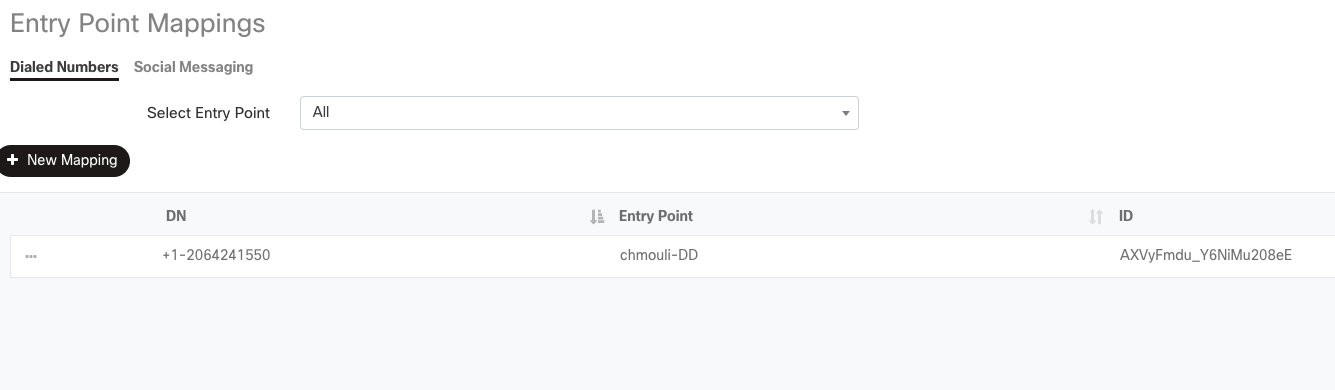 Entry Point Mappings
Dialed Numbers Social Messaging
Select Entry Point All
New Mapping
DN Entry Point ID
+1-2064241550 chmouli-DD AXVyFmdu_Y6NiMu208eE